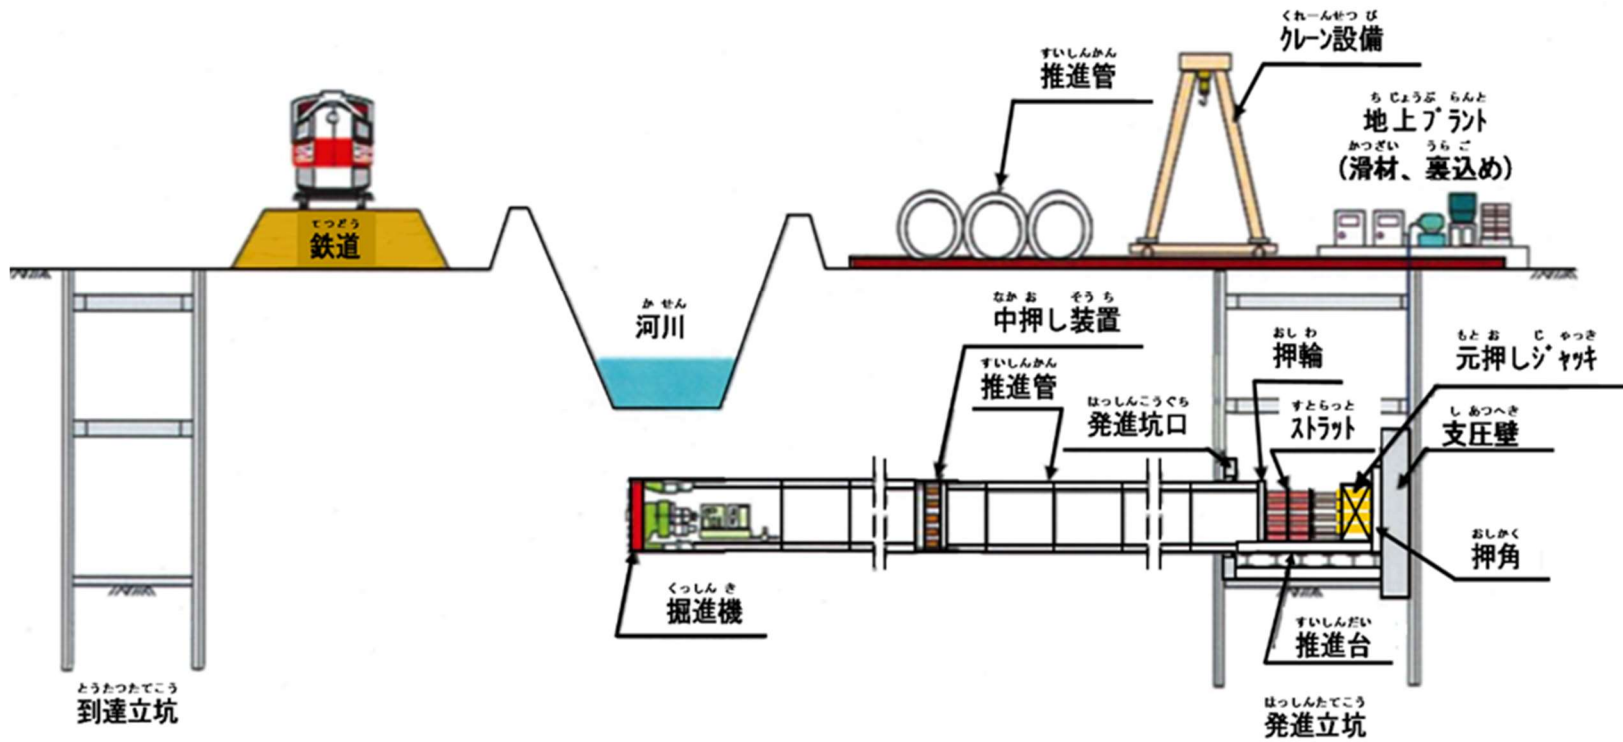 くれーんせつび
クレーン設備
すいしんかん
推進管
ちじょうぷらんと
地上プラント
かつざい うらご
(滑材、裏込め)
てつどう
鉄道
かせん
河川
なかお そうち
中押し装置
すいしんかん
推進管
はっしんこうぐち
発進坑口
おしわ
押輪
もとお じゃっき
元押しジャッキ
すとらっと
ストラット
しあつへき
支圧壁
おしかく
押角
くっしんき
掘進機
すいしんだい
推進台
とうたつたてこう
到達立坑
はっしんたてこう
発進立坑